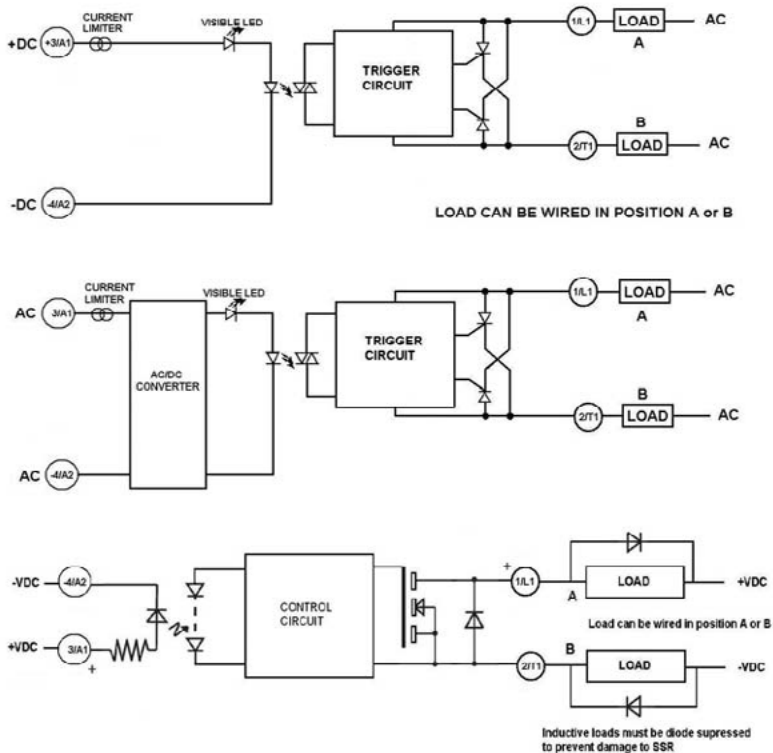 CURRENT
LIMITER
VISIBLE LED
+DC
+3/A1
1/L1
LOAD
AC
A
TRIGGER
CIRCUIT
B
2/T1
LOAD
AC
-DC
-4/A2
LOAD CAN BE WIRED IN POSITION A or B
CURRENT
LIMITER
VISIBLE LED
AC
3/A1
1/L1
LOAD
AC
A
TRIGGER
CIRCUIT
AC/DC
CONVERTER
B
2/T1
LOAD
AC
AC
-4/A2
-VDC
-4/A2
+
1/L1
LOAD
+VDC
A
CONTROL
CIRCUIT
Load can be wired in position A or B
+VDC
3/A1
+
B
2/T1
LOAD
-VDC
Inductive loads must be diode supressed
to prevent damage to SSR